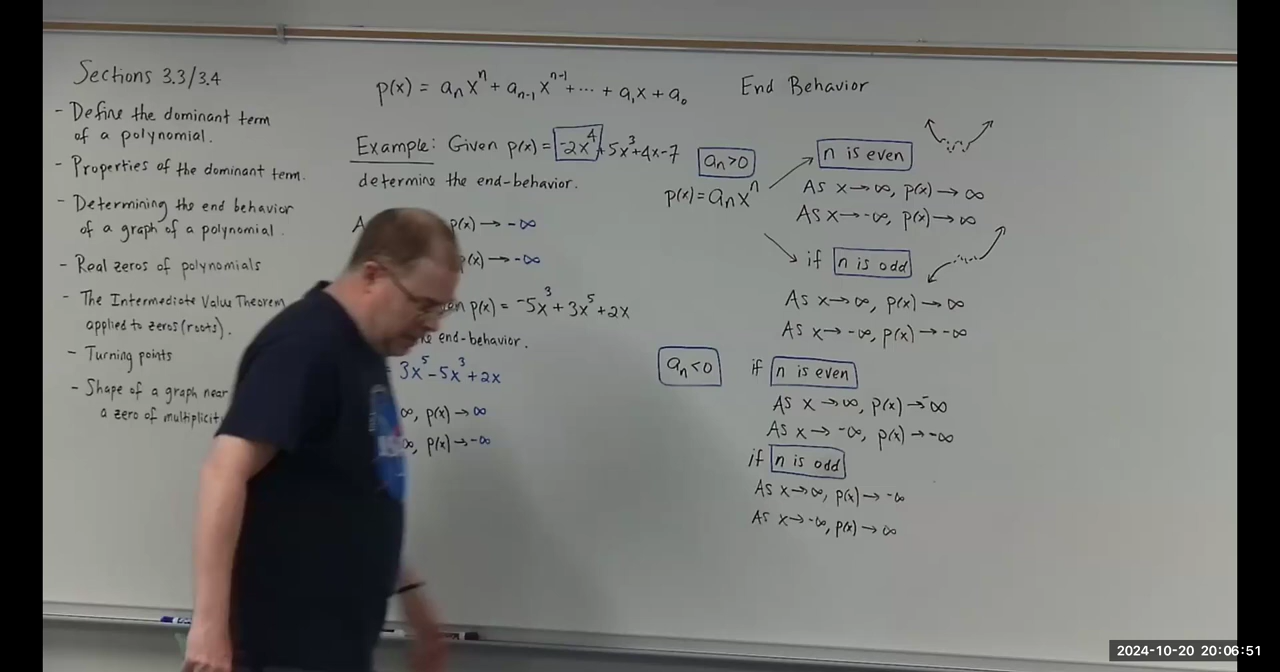 Sections 3.3/3.4
- Define the dominant term
of a polynomial.
- Properties of the dominant term.
- Determining the end behavior
of a graph of a polynomial.
- Real zeros of polynomials
- The Intermediate Value Theorem
applied to zeros (roots).
- Turning points
- Shape of a graph near
a zero of
p(x) = aₙxⁿ + aₙ₋₁xⁿ⁻¹ + ⋯ + a₁x + a₀
Example: Given p(x) = -2x⁴+5x³+4x-7
determine the end-behavior.
p(x) → -∞
(x) → -∞
p(x) = -5x³+3x⁵+2x
end-behavior.
3x⁵-5x³+2x
∞, p(x) → ∞
∞, p(x) → -∞
End Behavior
aₙ>0
p(x)=aₙxⁿ
n is even
As x→∞, p(x)→ ∞
As x→-∞, p(x)→∞
if n is odd
As x→∞, p(x)→∞
As x→-∞, p(x)→-∞
aₙ<0
if n is even
As x→∞, p(x)→-∞
As x→-∞, p(x)→-∞
if n is odd
As x→∞, p(x)→-∞
As x→-∞, p(x)→∞
2024-10-20 20:06:51